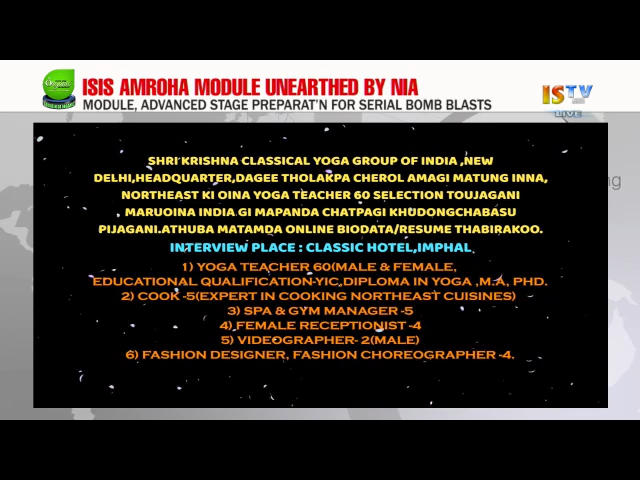 ISIS AMROHA MODULE UNEARTHED BY NIA
MODULE, ADVANCED STAGE PREPARAT'N FOR SERIAL BOMB BLASTS
ISTV
LIVE
SHRI KRISHNA CLASSICAL YOGA GROUP OF INDIA ,NEW
DELHI,HEADQUARTER,DAGEE THOLAKPA CHEROL AMAGI MATUNG INNA,
NORTHEAST KI OINA YOGA TEACHER 60 SELECTION TOUJAGANI
MARUOINA INDIA GI MAPANDA CHATPAGI KHUDONGCHABASU
PIJAGANI.ATHUBA MATAMDA ONLINE BIODATA/RESUME THABIRAKOO.
INTERVIEW PLACE : CLASSIC HOTEL,IMPHAL
1) YOGA TEACHER 60(MALE & FEMALE,
EDUCATIONAL QUALIFICATION-YIC,DIPLOMA IN YOGA ,M.A, PHD.
2) COOK -5(EXPERT IN COOKING NORTHEAST CUISINES)
3) SPA & GYM MANAGER -5
4) FEMALE RECEPTIONIST -4
5) VIDEOGRAPHER- 2(MALE)
6) FASHION DESIGNER, FASHION CHOREOGRAPHER -4.